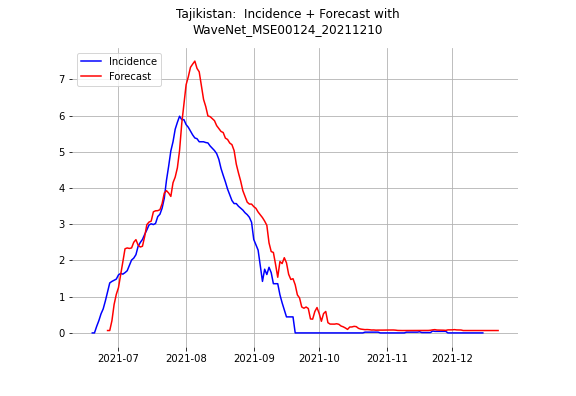 Tajikistan:  Incidence + Forecast with
WaveNet_MSE00124_20211210
Incidence
Forecast
7
6
5
4
3
2
1
0
2021-07 2021-08 2021-09 2021-10 2021-11 2021-12